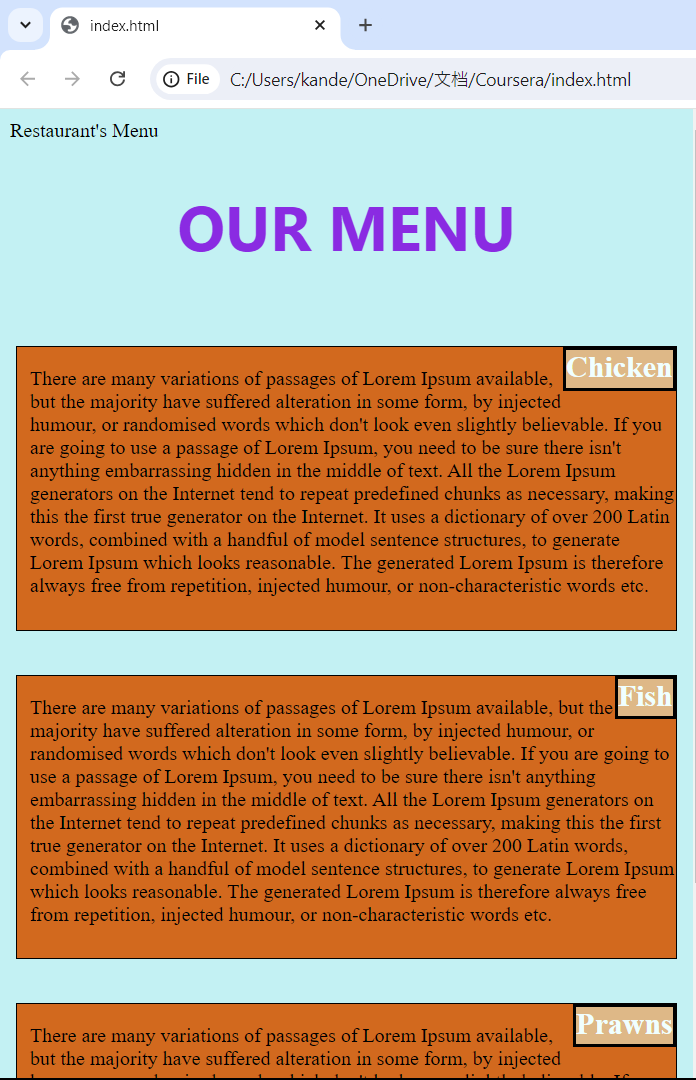 index.html
File C:/Users/kande/OneDrive/文档/Coursera/index.html
Restaurant's Menu
OUR MENU
Chicken
There are many variations of passages of Lorem Ipsum available,
but the majority have suffered alteration in some form, by injected
humour, or randomised words which don't look even slightly believable. If you
are going to use a passage of Lorem Ipsum, you need to be sure there isn't
anything embarrassing hidden in the middle of text. All the Lorem Ipsum
generators on the Internet tend to repeat predefined chunks as necessary, making
this the first true generator on the Internet. It uses a dictionary of over 200 Latin
words, combined with a handful of model sentence structures, to generate
Lorem Ipsum which looks reasonable. The generated Lorem Ipsum is therefore
always free from repetition, injected humour, or non-characteristic words etc.
Fish
There are many variations of passages of Lorem Ipsum available, but the
majority have suffered alteration in some form, by injected humour, or
randomised words which don't look even slightly believable. If you are going to
use a passage of Lorem Ipsum, you need to be sure there isn't anything
embarrassing hidden in the middle of text. All the Lorem Ipsum generators on
the Internet tend to repeat predefined chunks as necessary, making this the first
true generator on the Internet. It uses a dictionary of over 200 Latin words,
combined with a handful of model sentence structures, to generate Lorem Ipsum
which looks reasonable. The generated Lorem Ipsum is therefore always free
from repetition, injected humour, or non-characteristic words etc.
Prawns
There are many variations of passages of Lorem Ipsum available,
but the majority have suffered alteration in some form, by injected